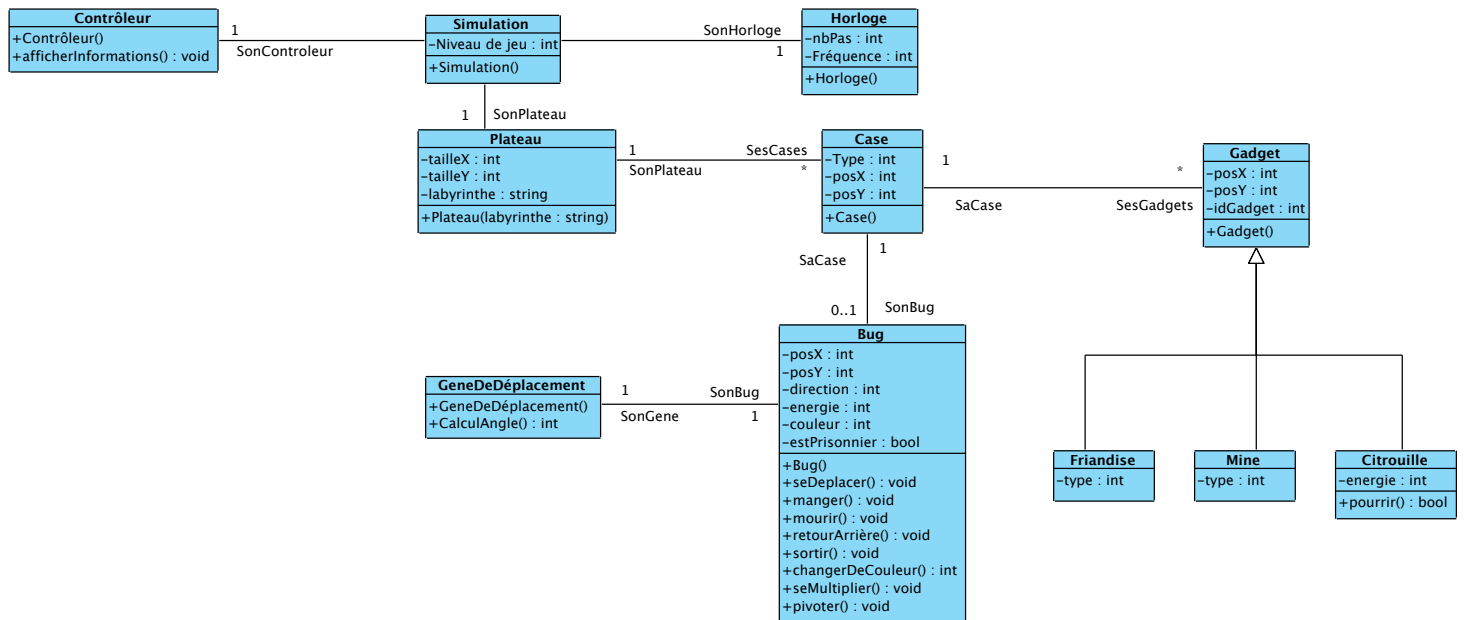 Contrôleur
+Contrôleur()
+afficherInformations() : void
1
SonControleur
Simulation
-Niveau de jeu : int
+Simulation()
SonHorloge
1
Horloge
-nbPas : int
-Fréquence : int
+Horloge()
1
SonPlateau
Plateau
-tailleX : int
-tailleY : int
-labyrinthe : string
+Plateau(labyrinthe : string)
1
SonPlateau
SesCases
*
Case
-Type : int
-posX : int
-posY : int
+Case()
1
SaCase
*
SesGadgets
Gadget
-posX : int
-posY : int
-idGadget : int
+Gadget()
1
SaCase
0..1
SonBug
GeneDeDéplacement
+GeneDeDéplacement()
+CalculAngle() : int
1
SonGene
SonBug
1
Bug
-posX : int
-posY : int
-direction : int
-energie : int
-couleur : int
-estPrisonnier : bool
+Bug()
+seDeplacer() : void
+manger() : void
+mourir() : void
+retourArrière() : void
+sortir() : void
+changerDeCouleur() : int
+seMultiplier() : void
+pivoter() : void
Friandise
-type : int
Mine
-type : int
Citrouille
-energie : int
+pourrir() : bool